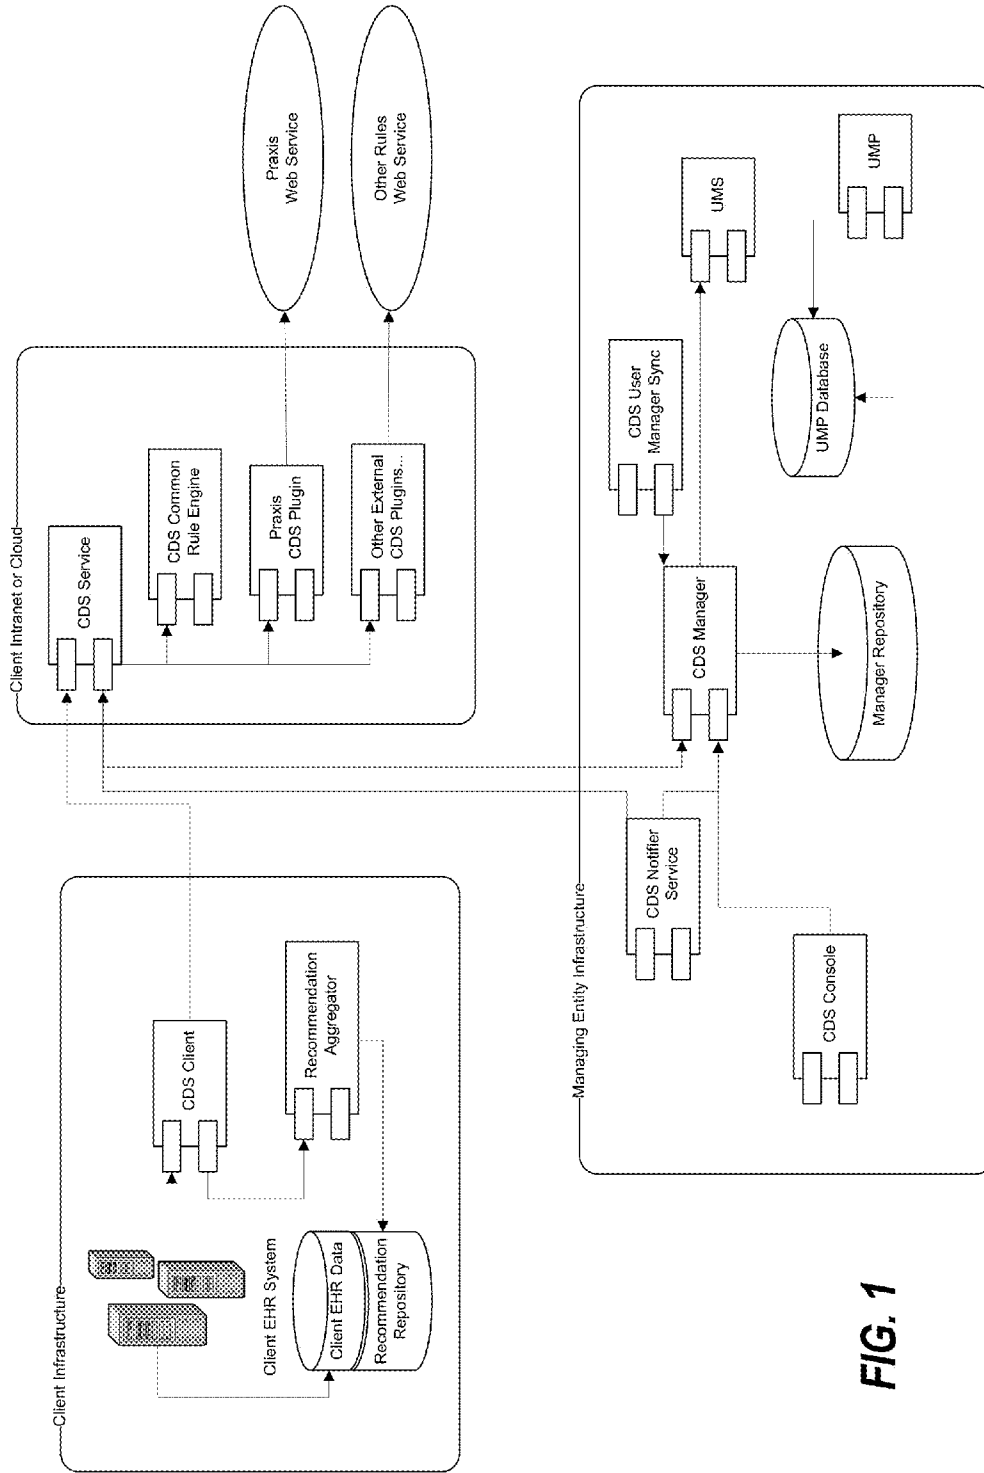 Client Infrastructure
Client EHR System
Client EHR Data
Recommendation
Repository
CDS Client
Recommendation
Aggregator
Client Intranet or Cloud
CDS Service
CDS Common
Rule Engine
Praxis
CDS Plugin
Other External
CDS Plugins...
Praxis
Web Service
Other Rules
Web Service
Managing Entity Infrastructure
CDS Notifier
Service
CDS Console
CDS Manager
Manager Repository
CDS User
Manager Sync
UMS
UMP Database
UMP
FIG. 1